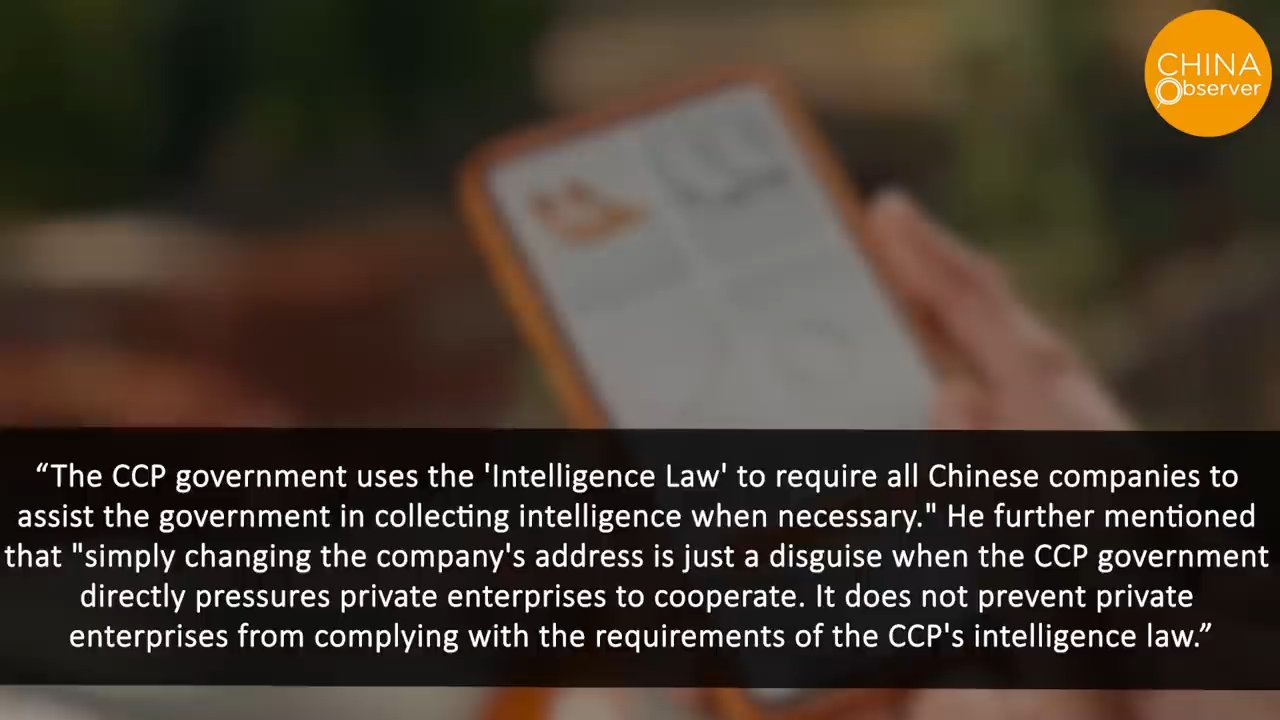 CHINA
Observer
“The CCP government uses the 'Intelligence Law' to require all Chinese companies to
assist the government in collecting intelligence when necessary." He further mentioned
that "simply changing the company's address is just a disguise when the CCP government
directly pressures private enterprises to cooperate. It does not prevent private
enterprises from complying with the requirements of the CCP's intelligence law.”